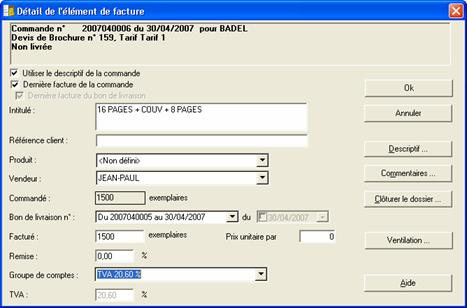 Détail de l'élément de facture
Commande n° 2007040006 du 30/04/2007 pour BADEL
Devis de Brochure n° 159, Tarif Tarif 1
Non livrée
Utiliser le descriptif de la commande
Dernière facture de la commande
Dernière facture du bon de livraison
Ok
Intitulé :
16 PAGES + COUV + 8 PAGES
Annuler
Référence client :
Descriptif ...
Produit :
<Non défini>
Vendeur :
JEAN-PAUL
Commentaires ...
Commandé :
1500 exemplaires
Clôturer le dossier ...
Bon de livraison n° :
Du 2007040005 au 30/04/2007
du
30/04/2007
Facturé :
1500 exemplaires
Prix unitaire par
0
Ventilation ...
Remise :
0,00 %
Groupe de comptes :
TVA 20,60 %
Aide
TVA :
20,60 %